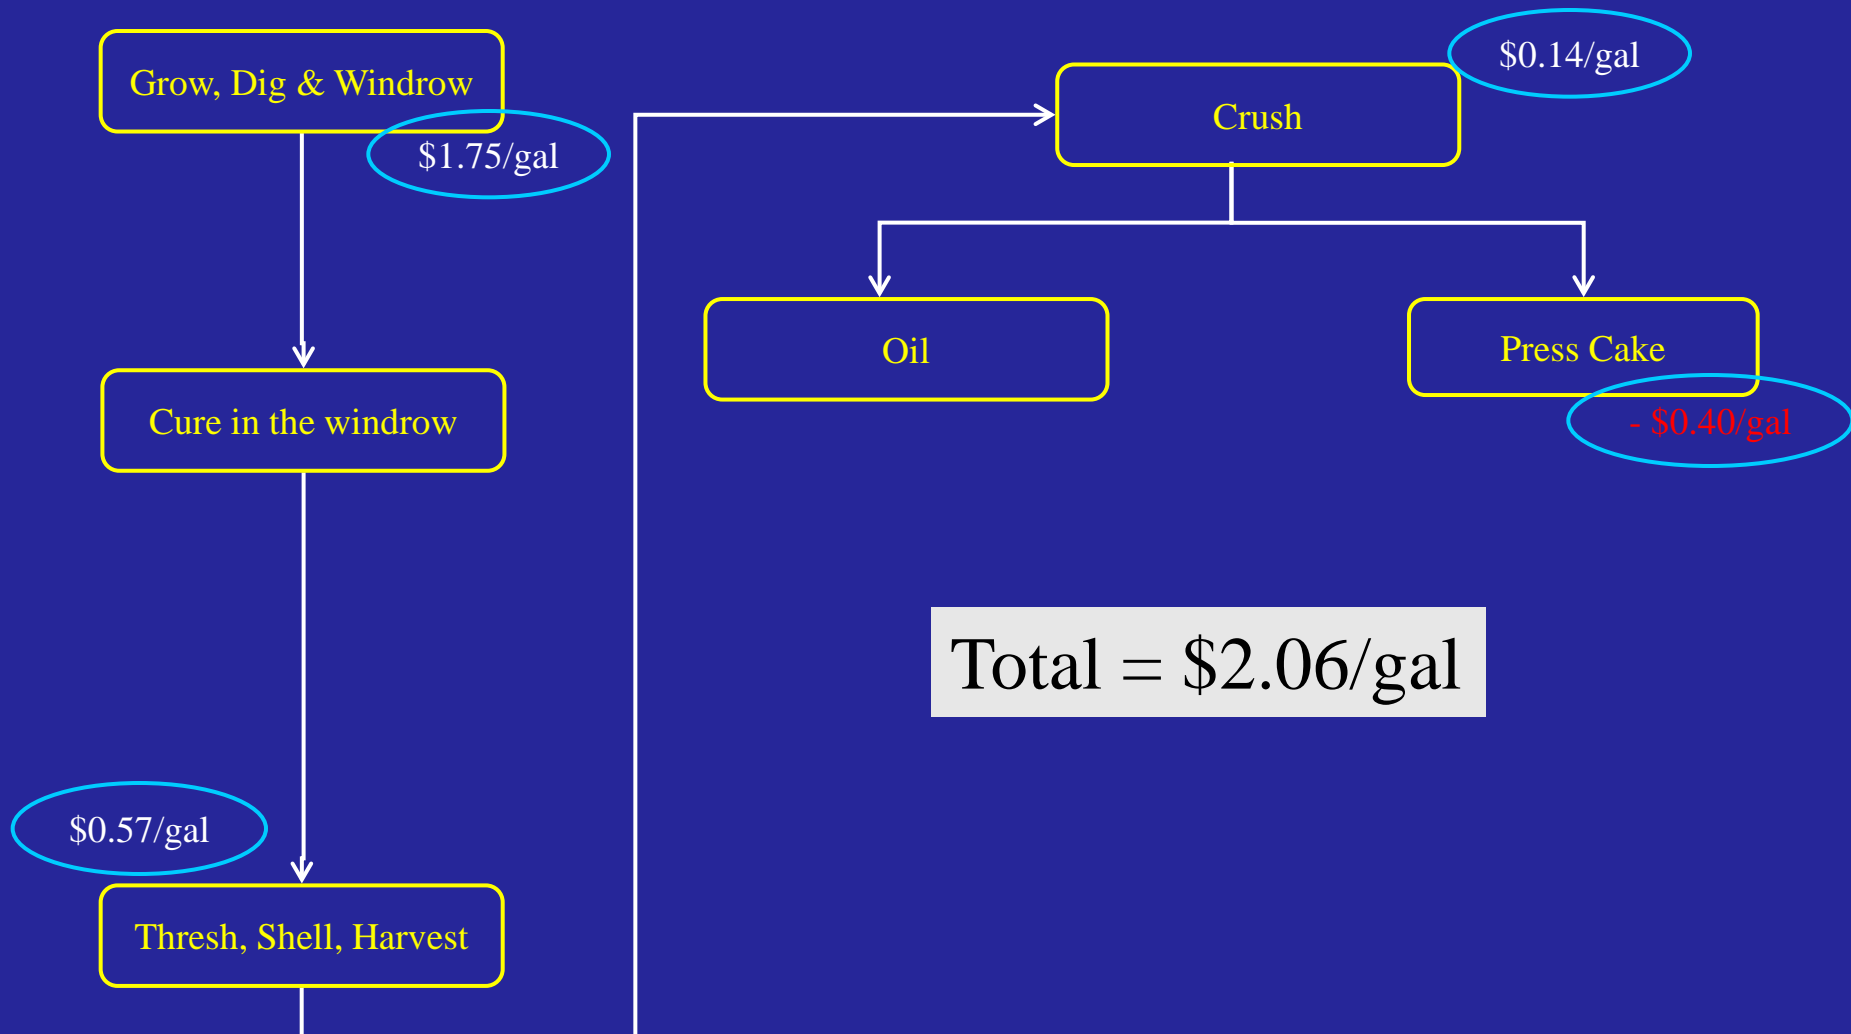 Grow, Dig & Windrow
$1.75/gal
Cure in the windrow
$0.57/gal
Thresh, Shell, Harvest
$0.14/gal
Crush
Oil
Press Cake
- $0.40/gal
Total = $2.06/gal